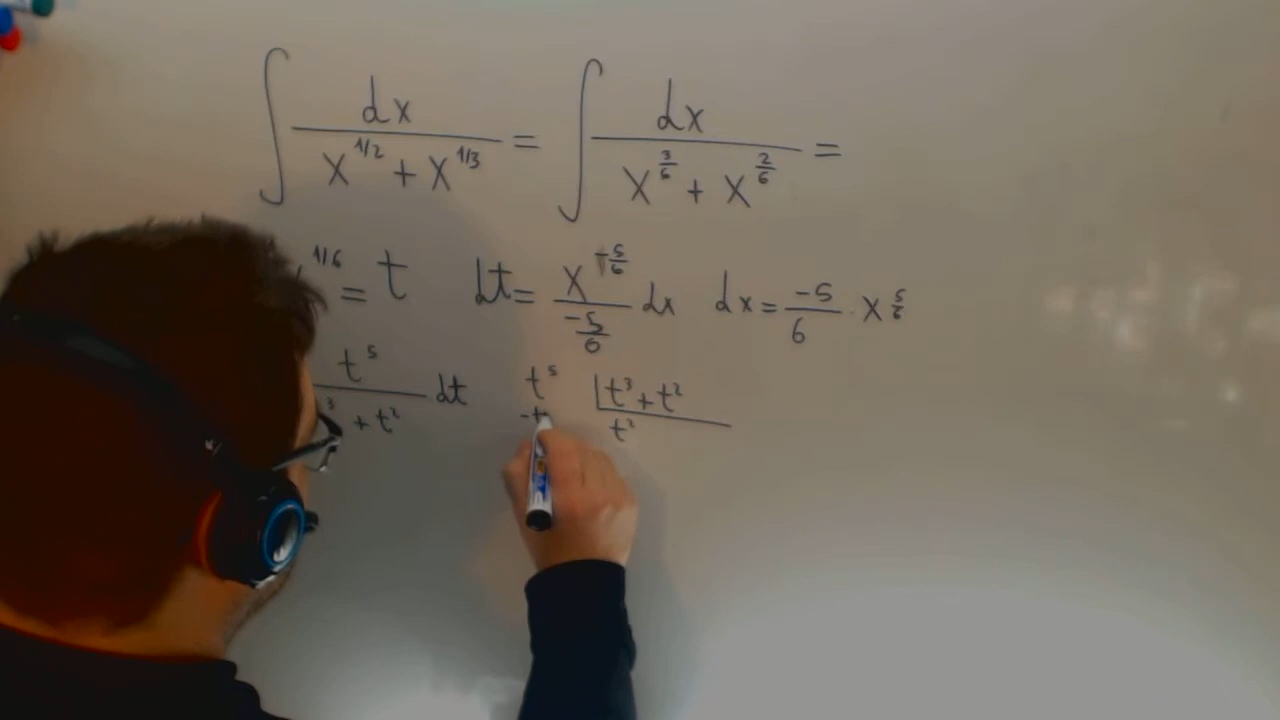 ∫ dx / (x^{1/2} + x^{1/3}) = ∫ dx / (x^{3/6} + x^{2/6}) =
^{1/6} = t dt = x^{-5/6} / (-5/6) dx dx = -5/6 · x^{5/6}
t^5 / (^3 + t^2) dt t^5 | t^3 + t^2
-t t^2